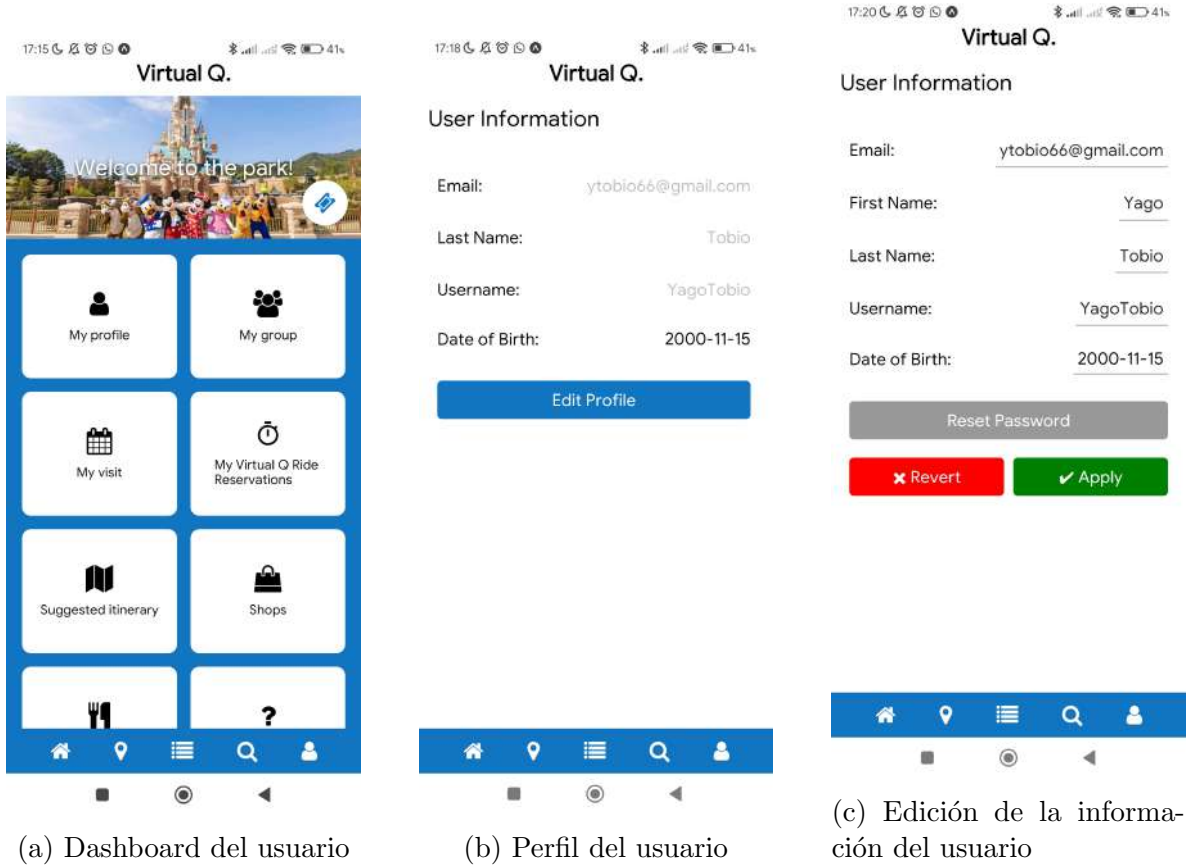 17:15
41%
Virtual Q.
Welcome to the park!
My profile
My group
My visit
My Virtual Q Ride
Reservations
Suggested itinerary
Shops
?
(a) Dashboard del usuario
17:18
41%
Virtual Q.
User Information
Email: ytobio66@gmail.com
Last Name: Tobio
Username: YagoTobio
Date of Birth: 2000-11-15
Edit Profile
(b) Perfil del usuario
17:20
41%
Virtual Q.
User Information
Email: ytobio66@gmail.com
First Name: Yago
Last Name: Tobio
Username: YagoTobio
Date of Birth: 2000-11-15
Reset Password
✖ Revert ✔ Apply
(c) Edición de la informa-
ción del usuario